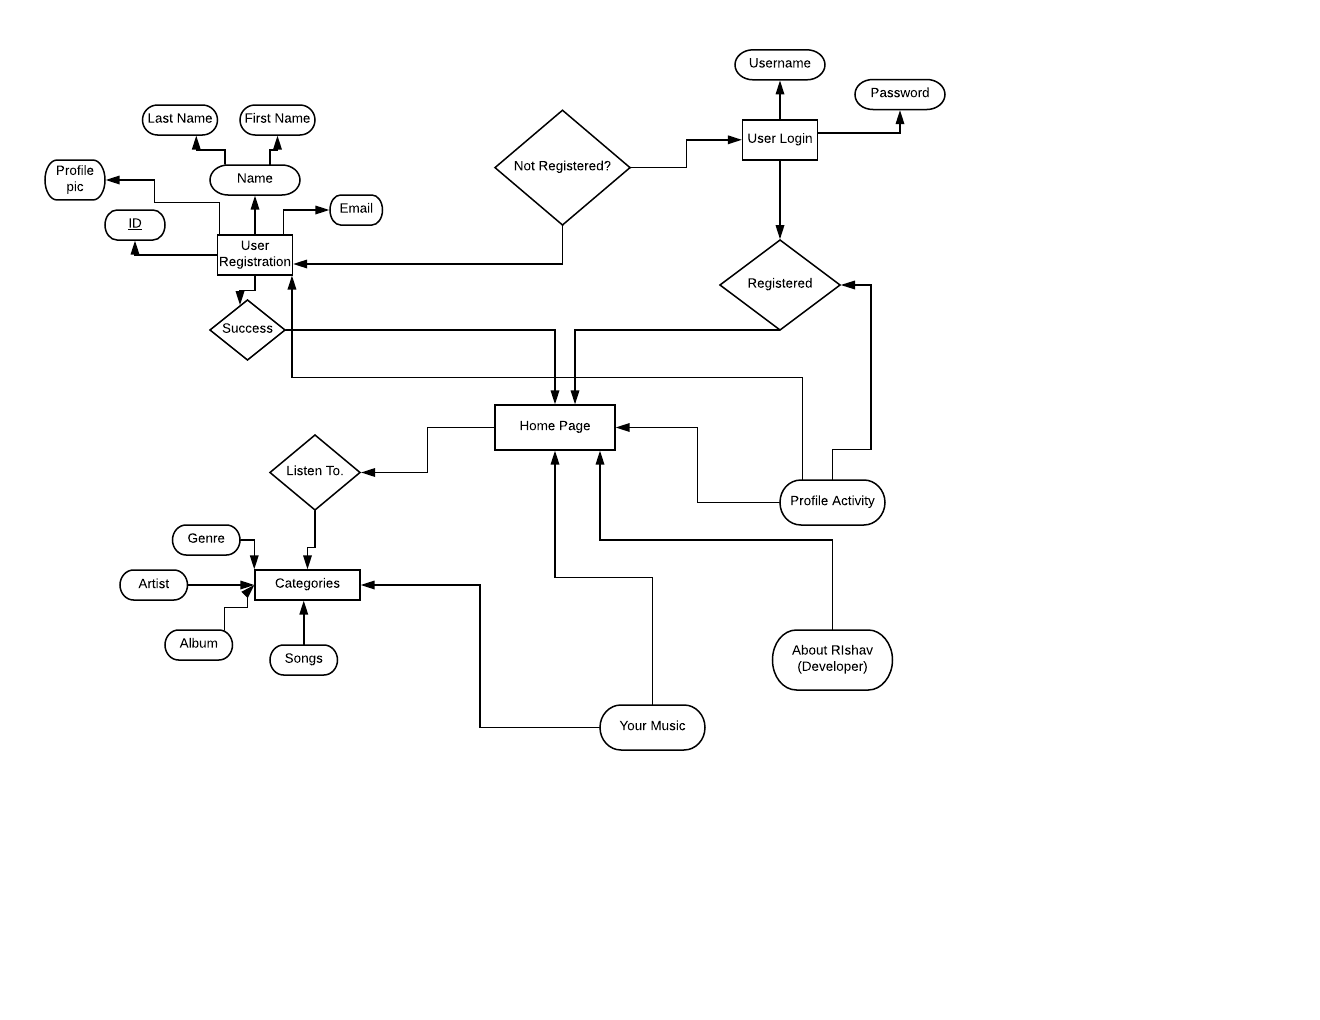 Username
Password
Last Name
First Name
User Login
Not Registered?
Profile
pic
Name
Email
ID
User
Registration
Registered
Success
Home Page
Listen To.
Profile Activity
Genre
Artist
Categories
Album
Songs
About RIshav
(Developer)
Your Music